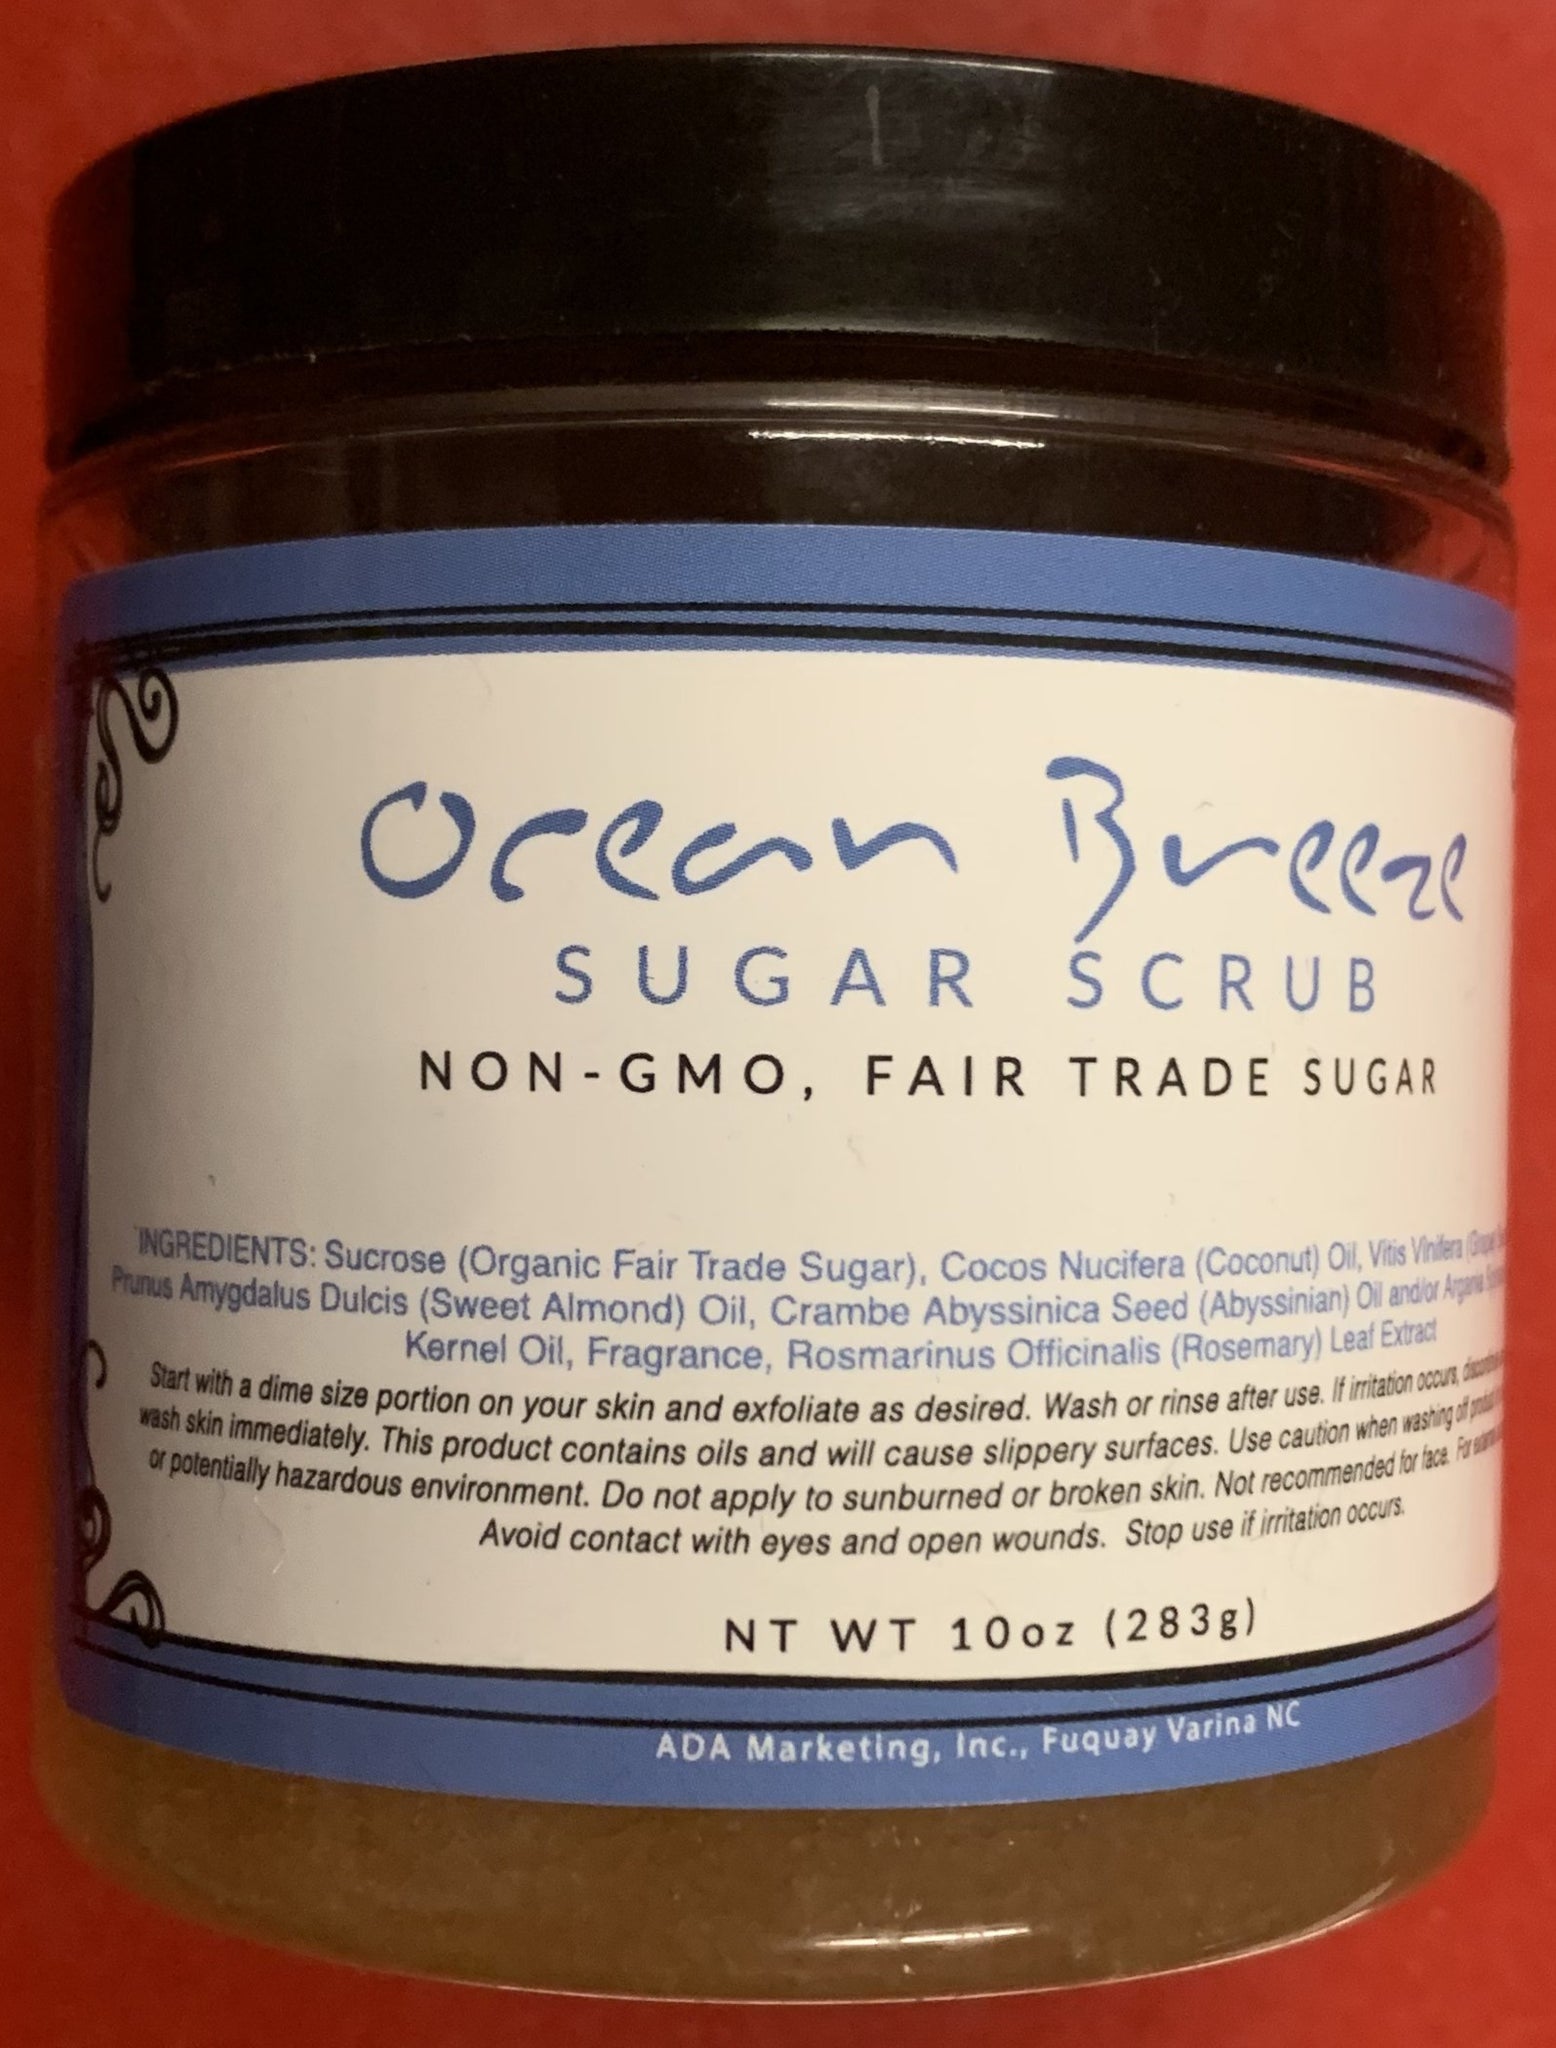 Ocean Breeze
SUGAR SCRUB
NON-GMO, FAIR TRADE SUGAR
INGREDIENTS: Sucrose (Organic Fair Trade Sugar), Cocos Nucifera (Coconut) Oil, Vitis Vinifera (Grape)
Prunus Amygdalus Dulcis (Sweet Almond) Oil, Crambe Abyssinica Seed (Abyssinian) Oil and/or Argania
Kernel Oil, Fragrance, Rosmarinus Officinalis (Rosemary) Leaf Extract
Start with a dime size portion on your skin and exfoliate as desired. Wash or rinse after use. If irritation occurs,
wash skin immediately. This product contains oils and will cause slippery surfaces. Use caution when washing off product
or potentially hazardous environment. Do not apply to sunburned or broken skin. Not recommended for face. For
Avoid contact with eyes and open wounds. Stop use if irritation occurs.
NT WT 10oz (283g)
ADA Marketing, Inc., Fuquay Varina NC